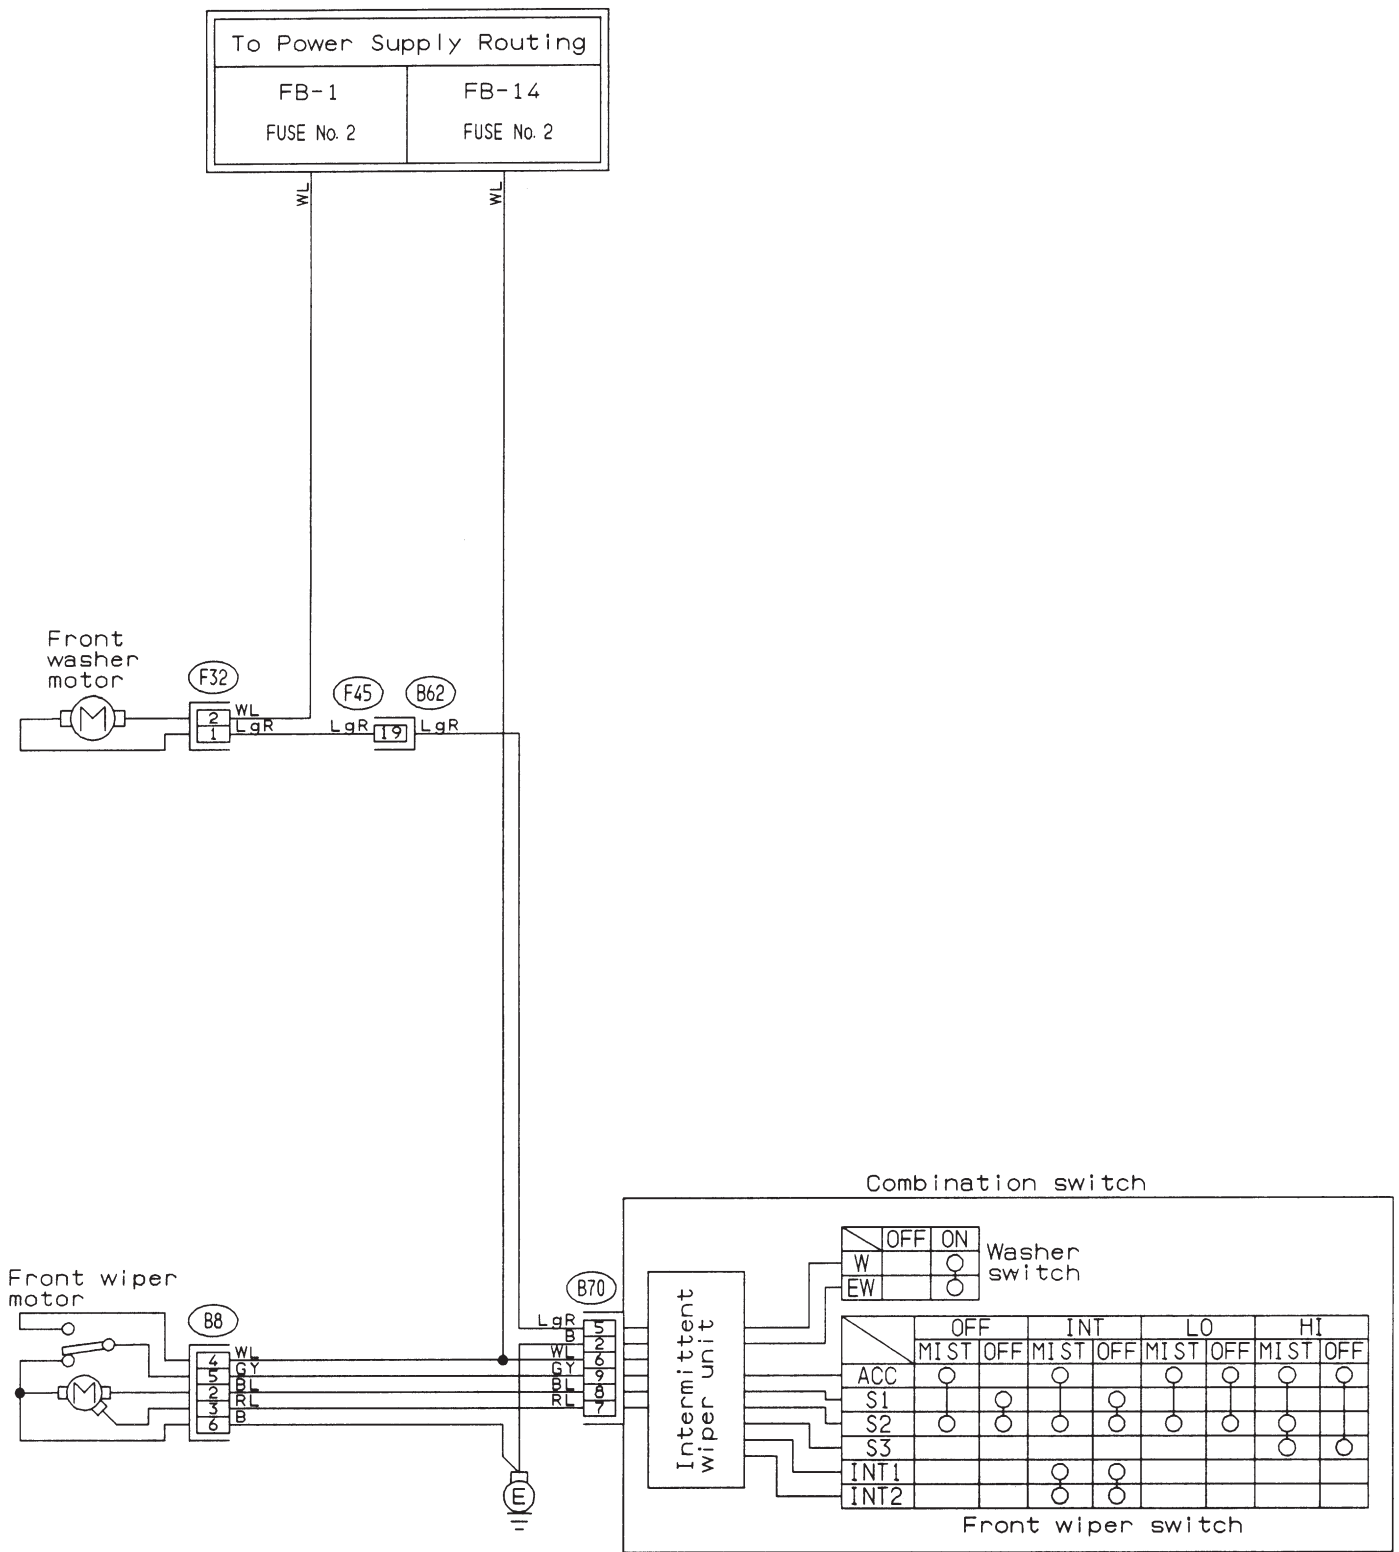 To Power Supply Routing
FB-1
FUSE No. 2
FB-14
FUSE No. 2
WL
WL
Front
washer
motor
M
F32
2
1
WL
LgR
F45
B62
LgR
19
LgR
Combination switch
OFF ON
W
EW
Washer
switch
Front wiper
motor
M
B8
4
5
2
3
6
WL
GY
BL
RL
B
B70
LgR
B
WL
GY
BL
RL
5
2
6
9
8
7
E
Intermittent
wiper unit
OFF INT LO HI
MIST OFF MIST OFF MIST OFF MIST OFF
ACC
S1
S2
S3
INT1
INT2
Front wiper switch